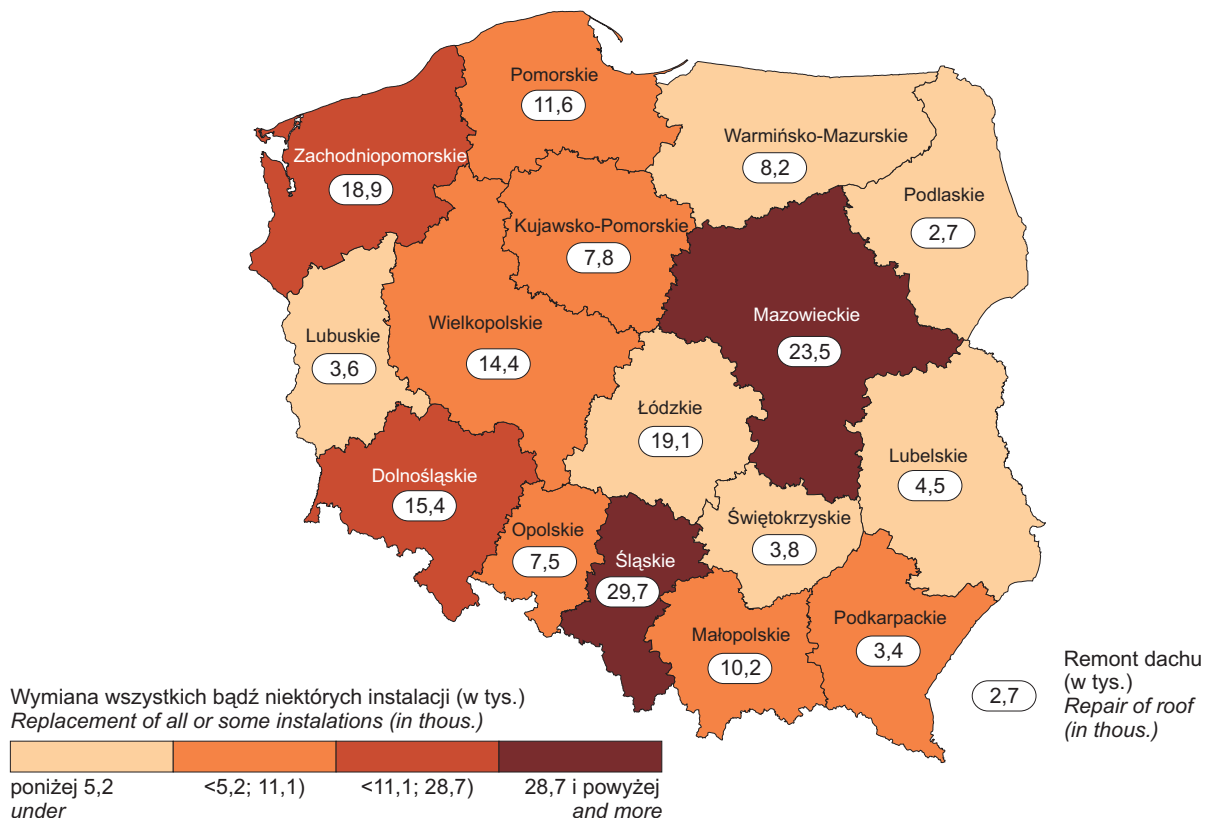 Pomorskie
11,6
Warmińsko-Mazurskie
8,2
Zachodniopomorskie
18,9
Podlaskie
2,7
Kujawsko-Pomorskie
7,8
Mazowieckie
23,5
Wielkopolskie
14,4
Lubuskie
3,6
Łódzkie
19,1
Lubelskie
4,5
Dolnośląskie
15,4
Opolskie
7,5
Świętokrzyskie
3,8
Śląskie
29,7
Małopolskie
10,2
Podkarpackie
3,4
2,7
Remont dachu
(w tys.)
Repair of roof
(in thous.)
Wymiana wszystkich bądź niektórych instalacji (w tys.)
Replacement of all or some instalations (in thous.)
poniżej 5,2
under
<5,2; 11,1)
<11,1; 28,7)
28,7 i powyżej
and more